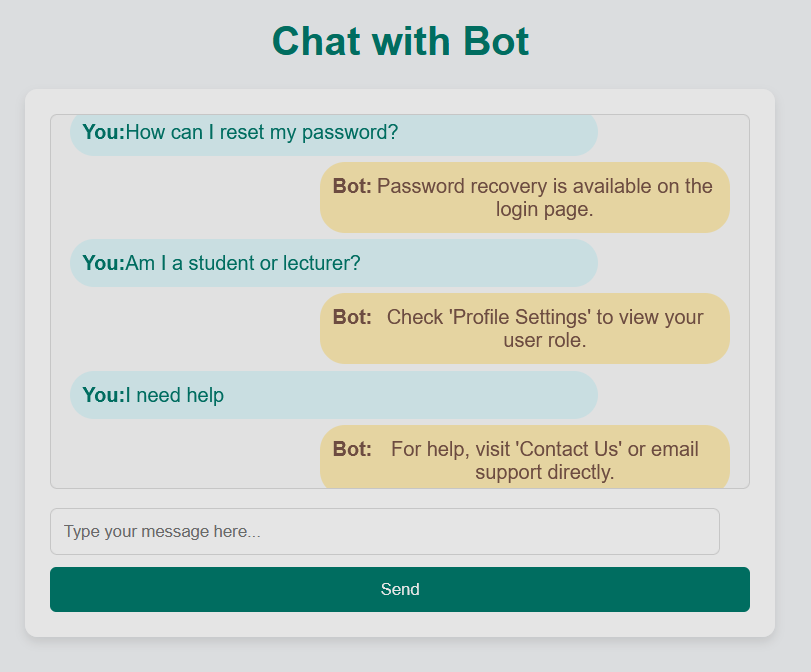 Chat with Bot
You:How can I reset my password?
Bot: Password recovery is available on the
login page.
You:Am I a student or lecturer?
Bot: Check 'Profile Settings' to view your
user role.
You:I need help
Bot: For help, visit 'Contact Us' or email
support directly.
Type your message here...
Send